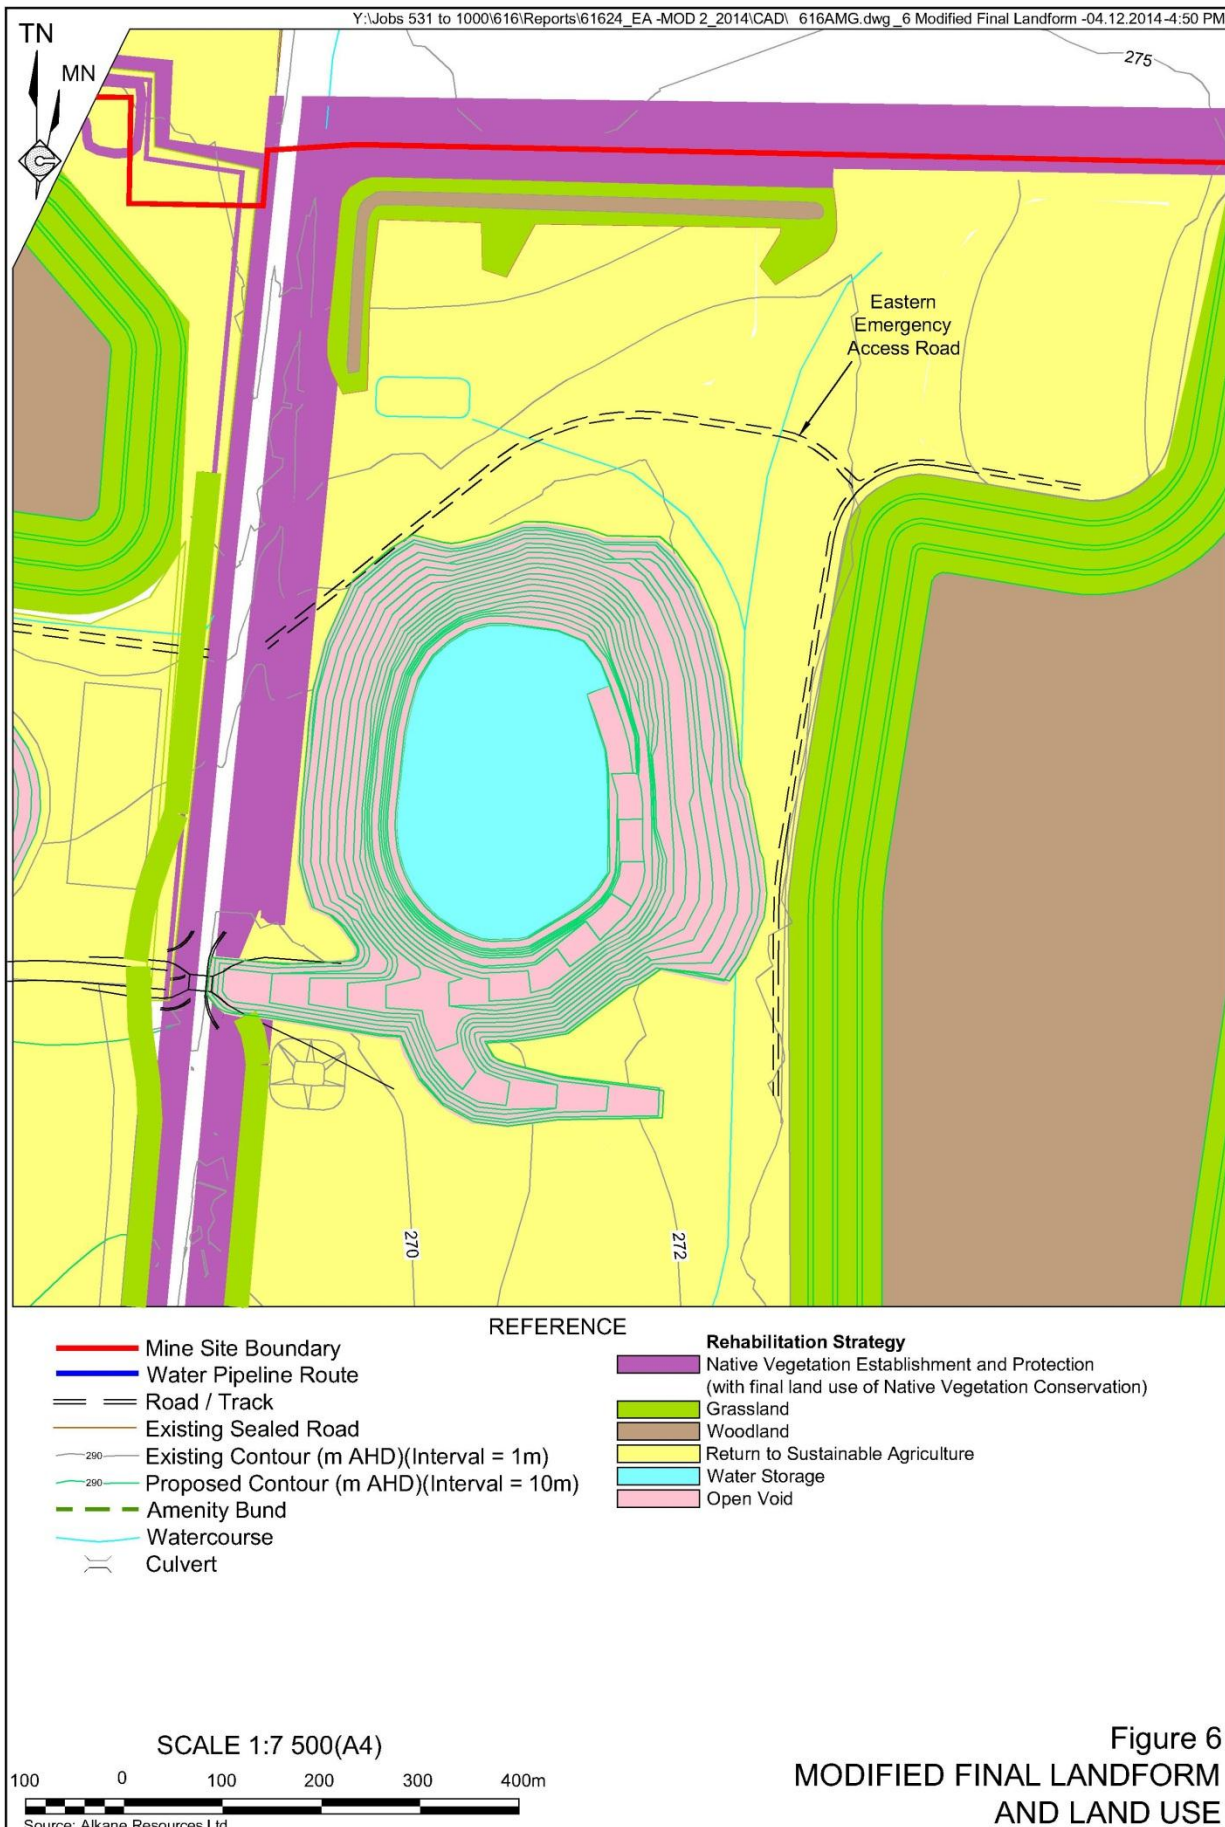 Y:\Jobs 531 to 1000\616\Reports\61624_EA -MOD 2_2014\CAD\ 616AMG.dwg _6 Modified Final Landform -04.12.2014-4:50 PM
TN
MN
275
Eastern
Emergency
Access Road
270
272
REFERENCE
Mine Site Boundary
Water Pipeline Route
Road / Track
Existing Sealed Road
290
Existing Contour (m AHD)(Interval = 1m)
290
Proposed Contour (m AHD)(Interval = 10m)
Amenity Bund
Watercourse
Culvert
Rehabilitation Strategy
Native Vegetation Establishment and Protection
(with final land use of Native Vegetation Conservation)
Grassland
Woodland
Return to Sustainable Agriculture
Water Storage
Open Void
SCALE 1:7 500(A4)
100 0 100 200 300 400m
Source: Alkane Resources Ltd
Figure 6
MODIFIED FINAL LANDFORM
AND LAND USE